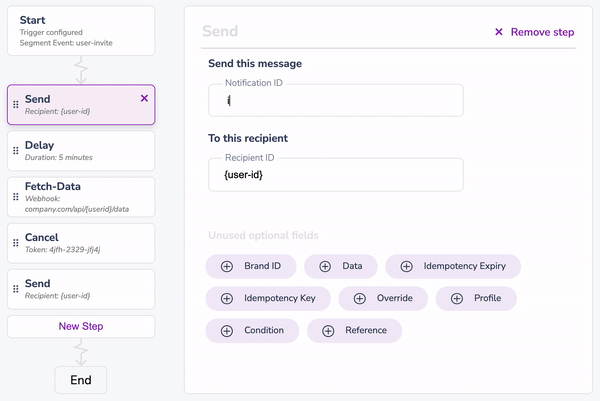 Start
Trigger configured
Segment Event: user-invite
Send
Recipient: {user-id}
Delay
Duration: 5 minutes
Fetch-Data
Webhook:
company.com/api/{userid}/data
Cancel
Token: 4jfh-2329-jfj4j
Send
Recipient: {user-id}
New Step
End
Send
Remove step
Send this message
Notification ID
To this recipient
Recipient ID
{user-id}
Unused optional fields
Brand ID
Data
Idempotency Expiry
Idempotency Key
Override
Profile
Condition
Reference